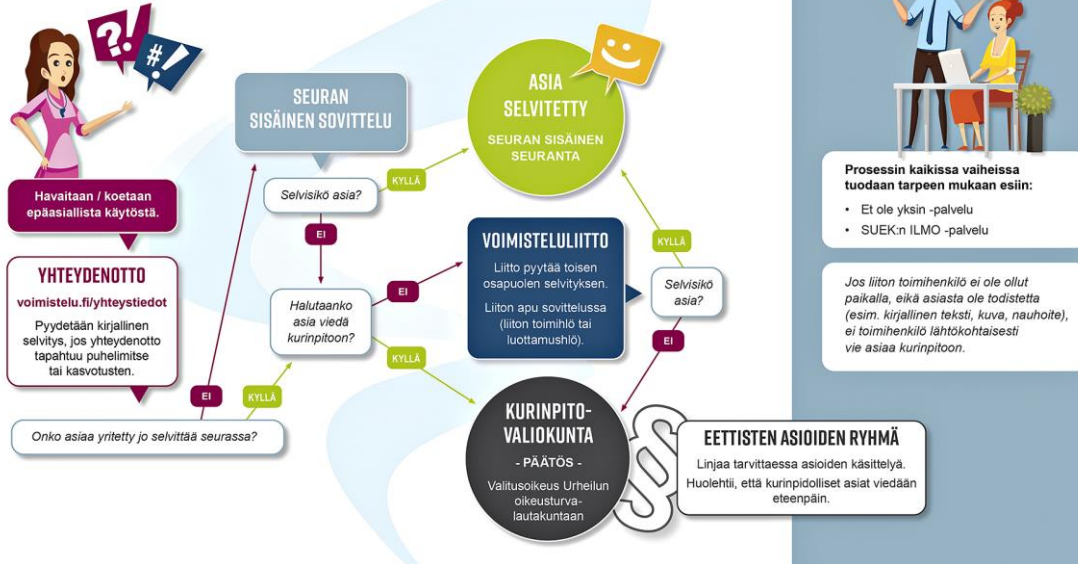 ?!
#!
Havaitaan / koetaan
epäasiallista käytöstä.
YHTEYDENOTTO
voimistelu.fi/yhteystiedot
Pyydetään kirjallinen
selvitys, jos yhteydenotto
tapahtuu puhelimitse
tai kasvotusten.
Onko asiaa yritetty jo selvittää seurassa?
EI
KYLLÄ
SEURAN
SISÄINEN SOVITTELU
Selvisikö asia?
KYLLÄ
EI
Halutaanko
asia viedä
kurinpitoon?
EI
KYLLÄ
ASIA
SELVITETTY
SEURAN SISÄINEN
SEURANTA
VOIMISTELULIITTO
Liitto pyytää toisen
osapuolen selvityksen.
Liiton apu sovittelussa
(liiton toimihlö tai
luottamushlö).
Selvisikö
asia?
KYLLÄ
EI
KURINPITO-
VALIOKUNTA
- PÄÄTÖS -
Valitusoikeus Urheilun
oikeusturva-
lautakuntaan
§
EETTISTEN ASIOIDEN RYHMÄ
Linjaa tarvittaessa asioiden käsittelyä.
Huolehtii, että kurinpidolliset asiat viedään
eteenpäin.
Prosessin kaikissa vaiheissa
tuodaan tarpeen mukaan esiin:
• Et ole yksin -palvelu
• SUEK:n ILMO -palvelu
Jos liiton toimihenkilö ei ole ollut
paikalla, eikä asiasta ole todistetta
(esim. kirjallinen teksti, kuva, nauhoite),
ei toimihenkilö lähtökohtaisesti
vie asiaa kurinpitoon.